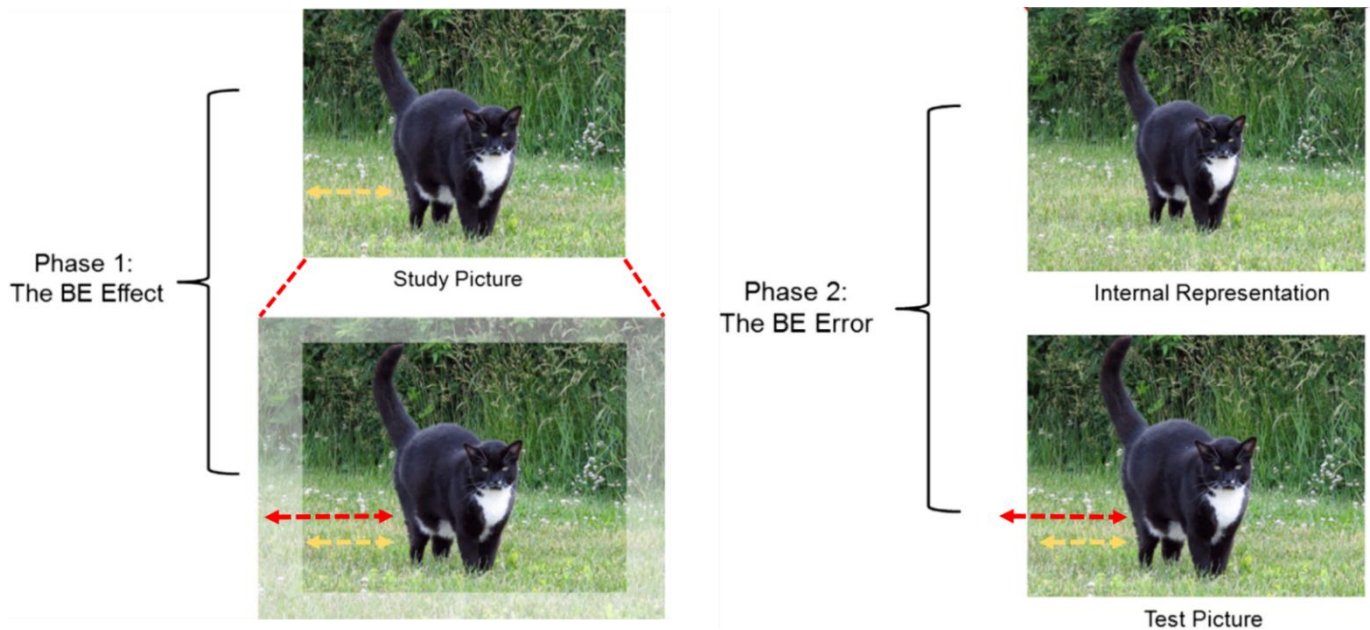 Phase 1:
The BE Effect
Study Picture
Phase 2:
The BE Error
Internal Representation
Test Picture